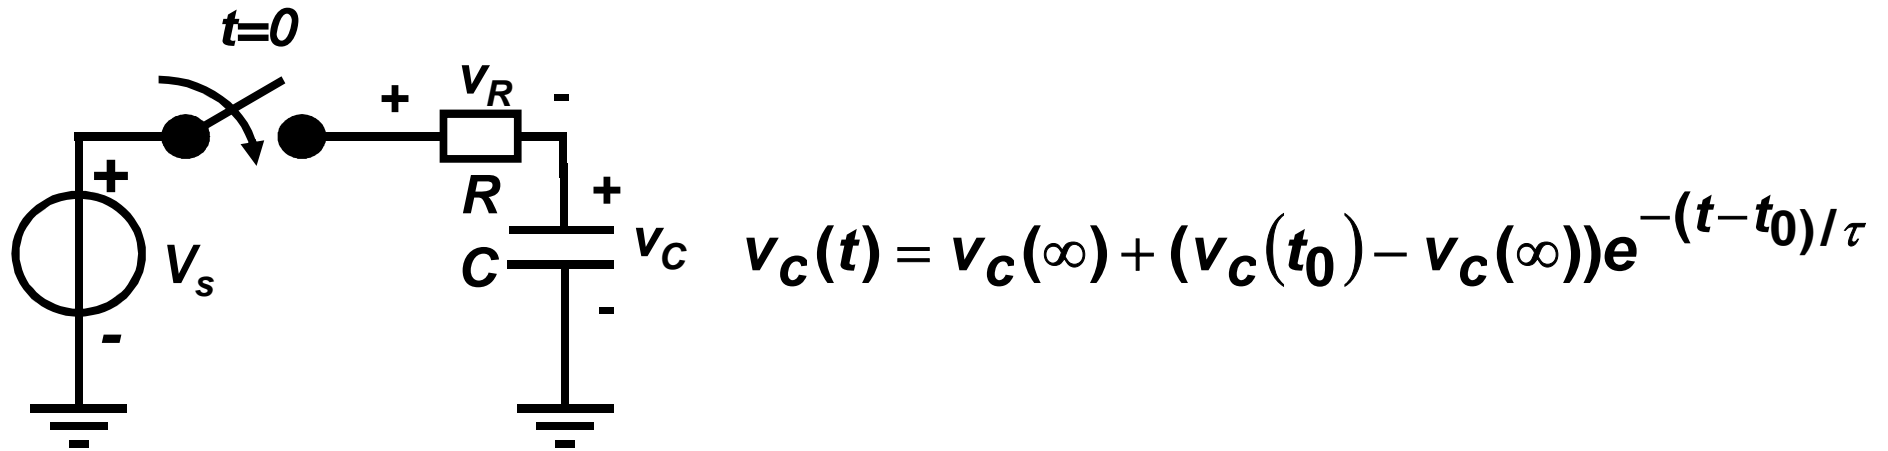 t=0
+ v_R -
+
V_s
-
R
C
+
v_C
-
v_c(t) = v_c(∞) + (v_c(t_0) − v_c(∞))e^{−(t−t_0)/τ}